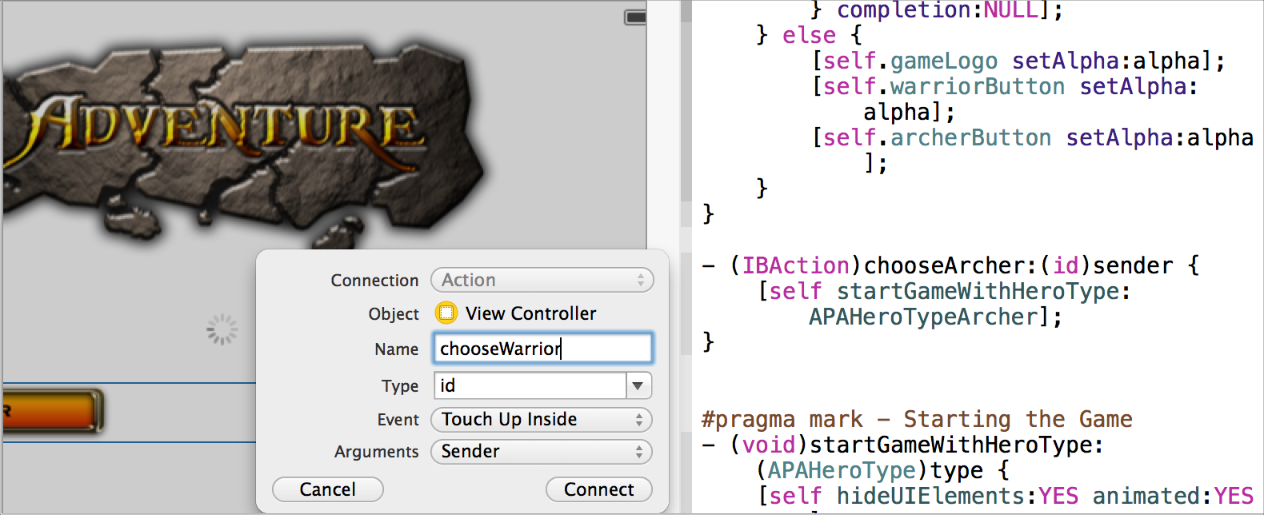 ADVENTURE
R
Connection Action
Object View Controller
Name chooseWarrior
Type id
Event Touch Up Inside
Arguments Sender
Cancel Connect
} completion:NULL];
} else {
[self.gameLogo setAlpha:alpha];
[self.warriorButton setAlpha:
alpha];
[self.archerButton setAlpha:alpha
];
}
}
- (IBAction)chooseArcher:(id)sender {
[self startGameWithHeroType:
APAHeroTypeArcher];
}
#pragma mark - Starting the Game
- (void)startGameWithHeroType:
(APAHeroType)type {
[self hideUIElements:YES animated:YES